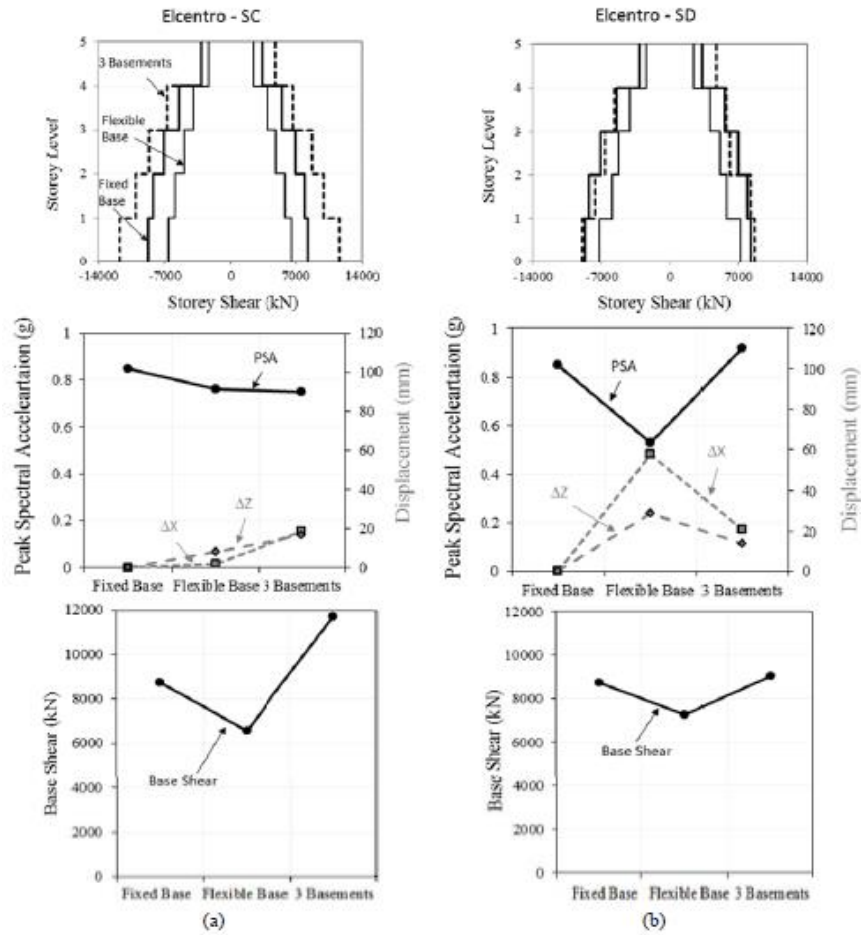 Elcentro - SC
5
4
3
2
1
0
Storey Level
3 Basements
Flexible
Base
Fixed
Base
-14000 -7000 0 7000 14000
Storey Shear (kN)
Elcentro - SD
5
4
3
2
1
0
Storey Level
-14000 -7000 0 7000 14000
Storey Shear (kN)
1
0.8
0.6
0.4
0.2
0
Peak Spectral Acceleartaion (g)
PSA
ΔX
ΔZ
120
100
80
60
40
20
0
Displacement (mm)
Fixed Base Flexible Base 3 Basements
1
0.8
0.6
0.4
0.2
0
Peak Spectral Acceleartaion (g)
PSA
ΔX
ΔZ
120
100
80
60
40
20
0
Displacement (mm)
Fixed Base Flexible Base 3 Basements
12000
10000
8000
6000
4000
2000
0
Base Shear (kN)
Base Shear
Fixed Base Flexible Base 3 Basements
(a)
12000
10000
8000
6000
4000
2000
0
Base Shear (kN)
Base Shear
Fixed Base Flexible Base 3 Basements
(b)